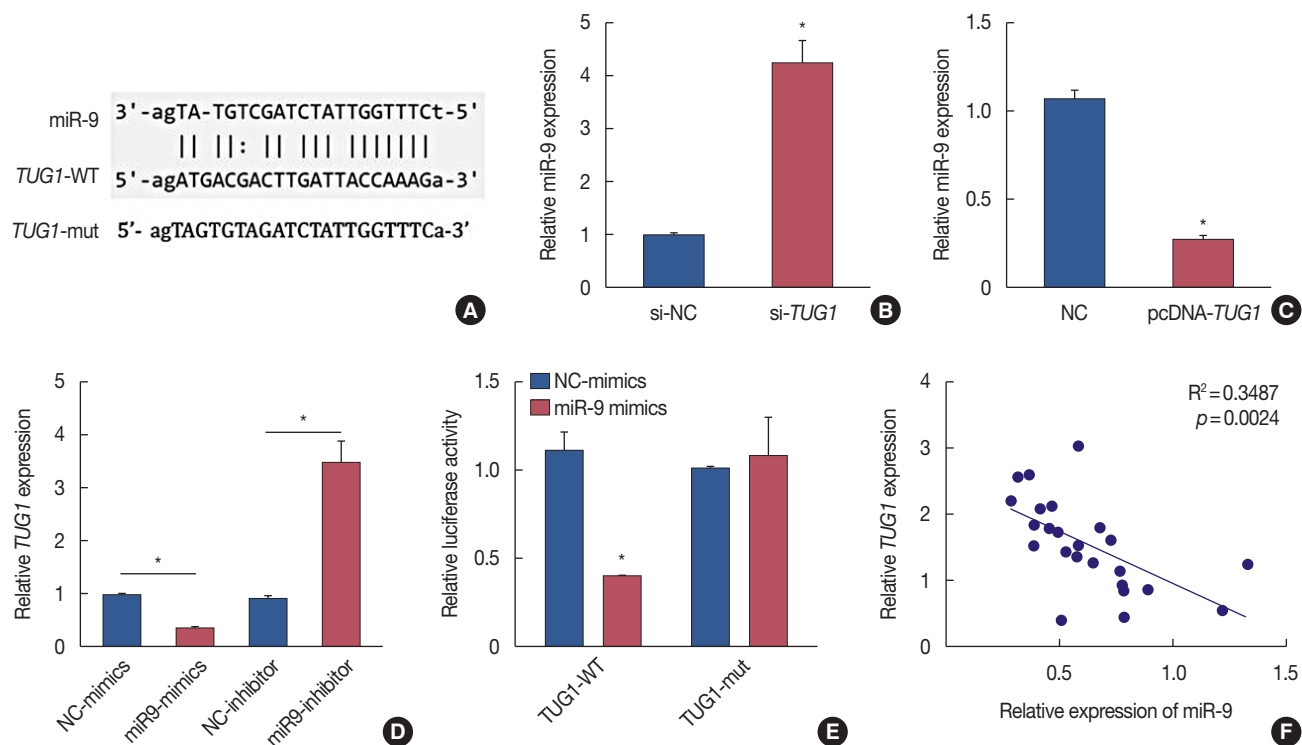 miR-9
3'-agTA-TGTCGATCTATTGGTTTCt-5'
|| ||: || ||| |||||||
TUG1-WT
5'-agATGACGACTTGATTACCAAAGa-3'
TUG1-mut
5'- agTAGTGTAGATCTATTGGTTTCa-3'
A
Relative miR-9 expression
5
4
3
2
1
0
*
si-NC
si-TUG1
B
Relative miR-9 expression
1.5
1.0
0.5
0
*
NC
pcDNA-TUG1
C
Relative TUG1 expression
5
4
3
2
1
0
*
*
NC-mimics
miR9-mimics
NC-inhibitor
miR9-inhibitor
D
Relative luciferase activity
1.5
1.0
0.5
0
NC-mimics
miR-9 mimics
*
TUG1-WT
TUG1-mut
E
Relative TUG1 expression
4
3
2
1
0
R²=0.3487
p=0.0024
0.5
1.0
1.5
Relative expression of miR-9
F